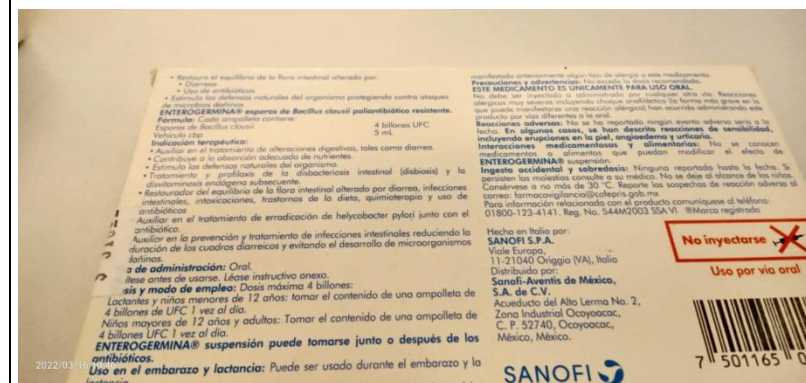 • Restaura el equilibrio de la flora intestinal alterado por:
• Diarreas
• Uso de antibióticos
• Estimula las defensas naturales del organismo protegiendo contra ataques
de microbios dañinos.
ENTEROGERMINA® esporas de Bacillus clausii poliantibiótico resistente.
Fórmula: Cada ampolleta contiene:
Esporas de Bacillus clausii 4 billones UFC
Vehículo cbp 5 mL
Indicación terapéutica:
• Auxiliar en el tratamiento de alteraciones digestivas, tales como diarrea.
• Contribuye a la absorción adecuada de nutrientes.
• Estimula las defensas naturales del organismo.
• Tratamiento y profilaxis de la disbacteriosis intestinal (disbiosis) y la
disvitaminosis endógena subsecuente.
• Restaurador del equilibrio de la flora intestinal alterado por diarrea, infecciones
intestinales, intoxicaciones, trastornos de la dieta, quimioterapia y uso de
antibióticos
Auxiliar en el tratamiento de erradicación de helycobacter pylori junto con el
antibiótico.
Auxiliar en la prevención y tratamiento de infecciones intestinales reduciendo la
duración de los cuadros diarreicos y evitando el desarrollo de microorganismos
dañinos.
a de administración: Oral.
ítese antes de usarse. Léase instructivo anexo.
sis y modo de empleo: Dosis máxima 4 billones:
Lactantes y niños menores de 12 años: tomar el contenido de una ampolleta de
4 billones de UFC 1 vez al día.
Niños mayores de 12 años y adultos: Tomar el contenido de una ampolleta de
4 billones UFC 1 vez al día.
ENTEROGERMINA® suspensión puede tomarse junto o después de los
antibióticos.
Uso en el embarazo y lactancia: Puede ser usado durante el embarazo y la
manifestado anteriormente algún tipo de alergia a este medicamento.
Precauciones y advertencias: No exceda la dosis recomendada.
ESTE MEDICAMENTO ES ÚNICAMENTE PARA USO ORAL.
No debe ser inyectado o administrado por cualquier otra vía. Reacciones
alérgicas muy severas incluyendo choque anafiláctico (la forma más grave en la
que puede manifestarse una reacción alérgica) han ocurrido administrando este
producto por vías diferentes a la oral.
Reacciones adversas: No se ha reportado ningún evento adverso serio a la
fecha. En algunos casos, se han descrito reacciones de sensibilidad,
incluyendo erupciones en la piel, angioedema y urticaria.
Interacciones medicamentosas y alimentarias: No se conocen
medicamentos o alimentos que puedan modificar el efecto de
ENTEROGERMINA® suspensión.
Ingesta accidental y sobredosis: Ninguna reportada hasta la fecha. Si
persisten las molestias consulte a su médico. No se deje al alcance de los niños.
Consérvese a no más de 30 °C. Reporte las sospechas de reacción adversa al
correo: farmacovigilancia@cofepris.gob.mx
Para información relacionada con el producto comuníquese al teléfono:
01800-123-4141. Reg. No. 544M2003 SSA VI ®Marca registrada
Hecho en Italia por:
SANOFI S.P.A.
Viale Europa,
11-21040 Origgio (VA), Italia
Distribuido por:
Sanofi-Aventis de México,
S.A. de C.V.
Acueducto del Alto Lerma No. 2,
Zona Industrial Ocoyoacac,
C. P. 52740, Ocoyoacac,
México, México.
SANOFI
No inyectarse
Uso por vía oral
7 501165 0